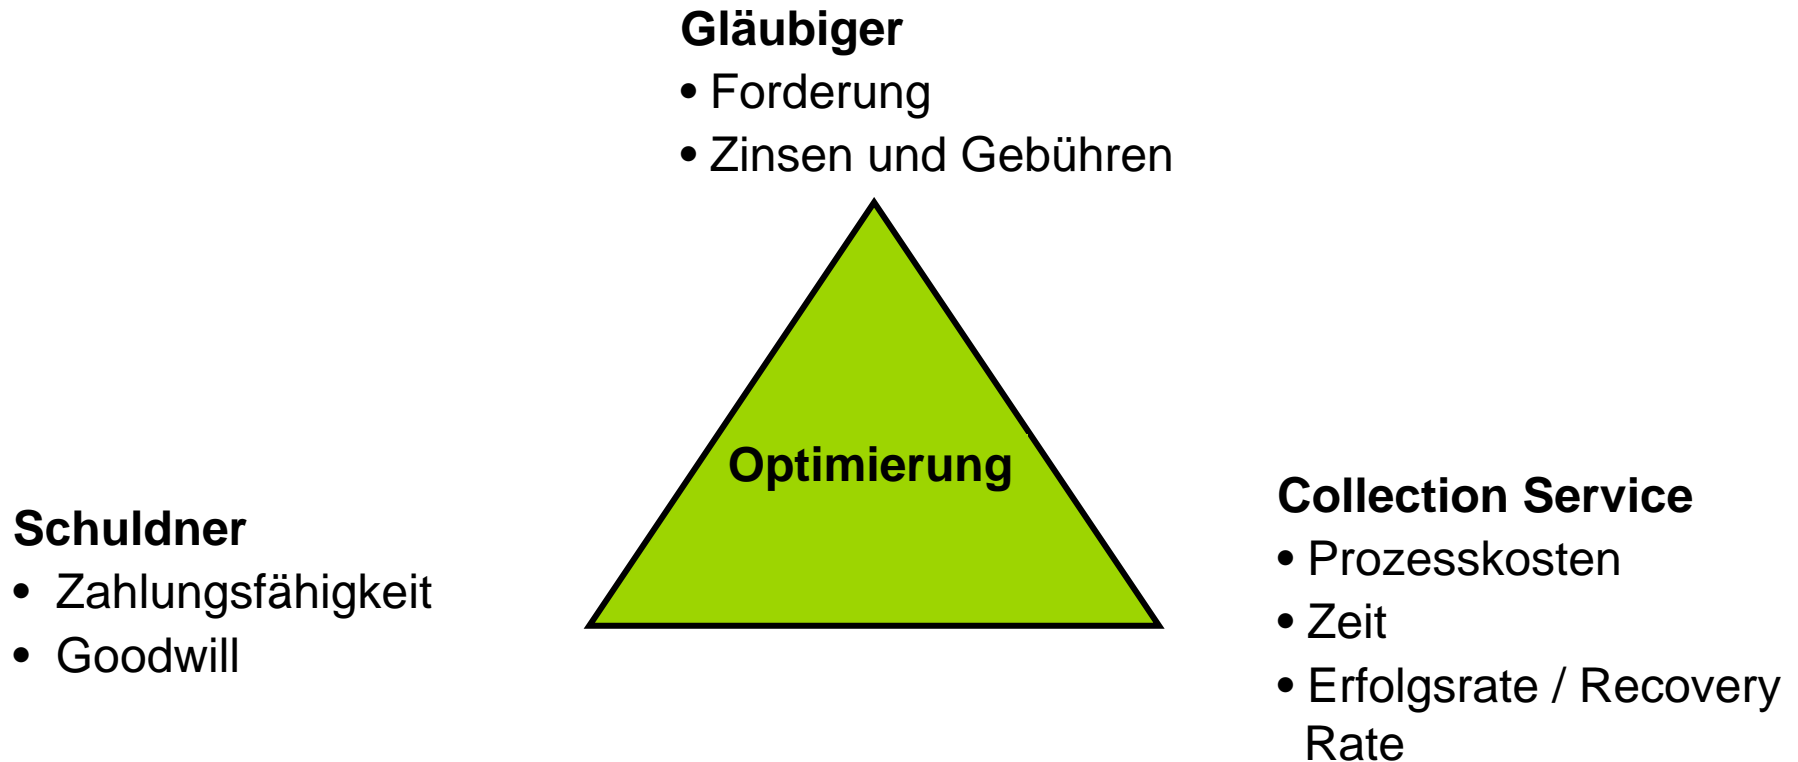 Gläubiger
• Forderung
• Zinsen und Gebühren
Optimierung
Schuldner
• Zahlungsfähigkeit
• Goodwill
Collection Service
• Prozesskosten
• Zeit
• Erfolgsrate / Recovery
Rate